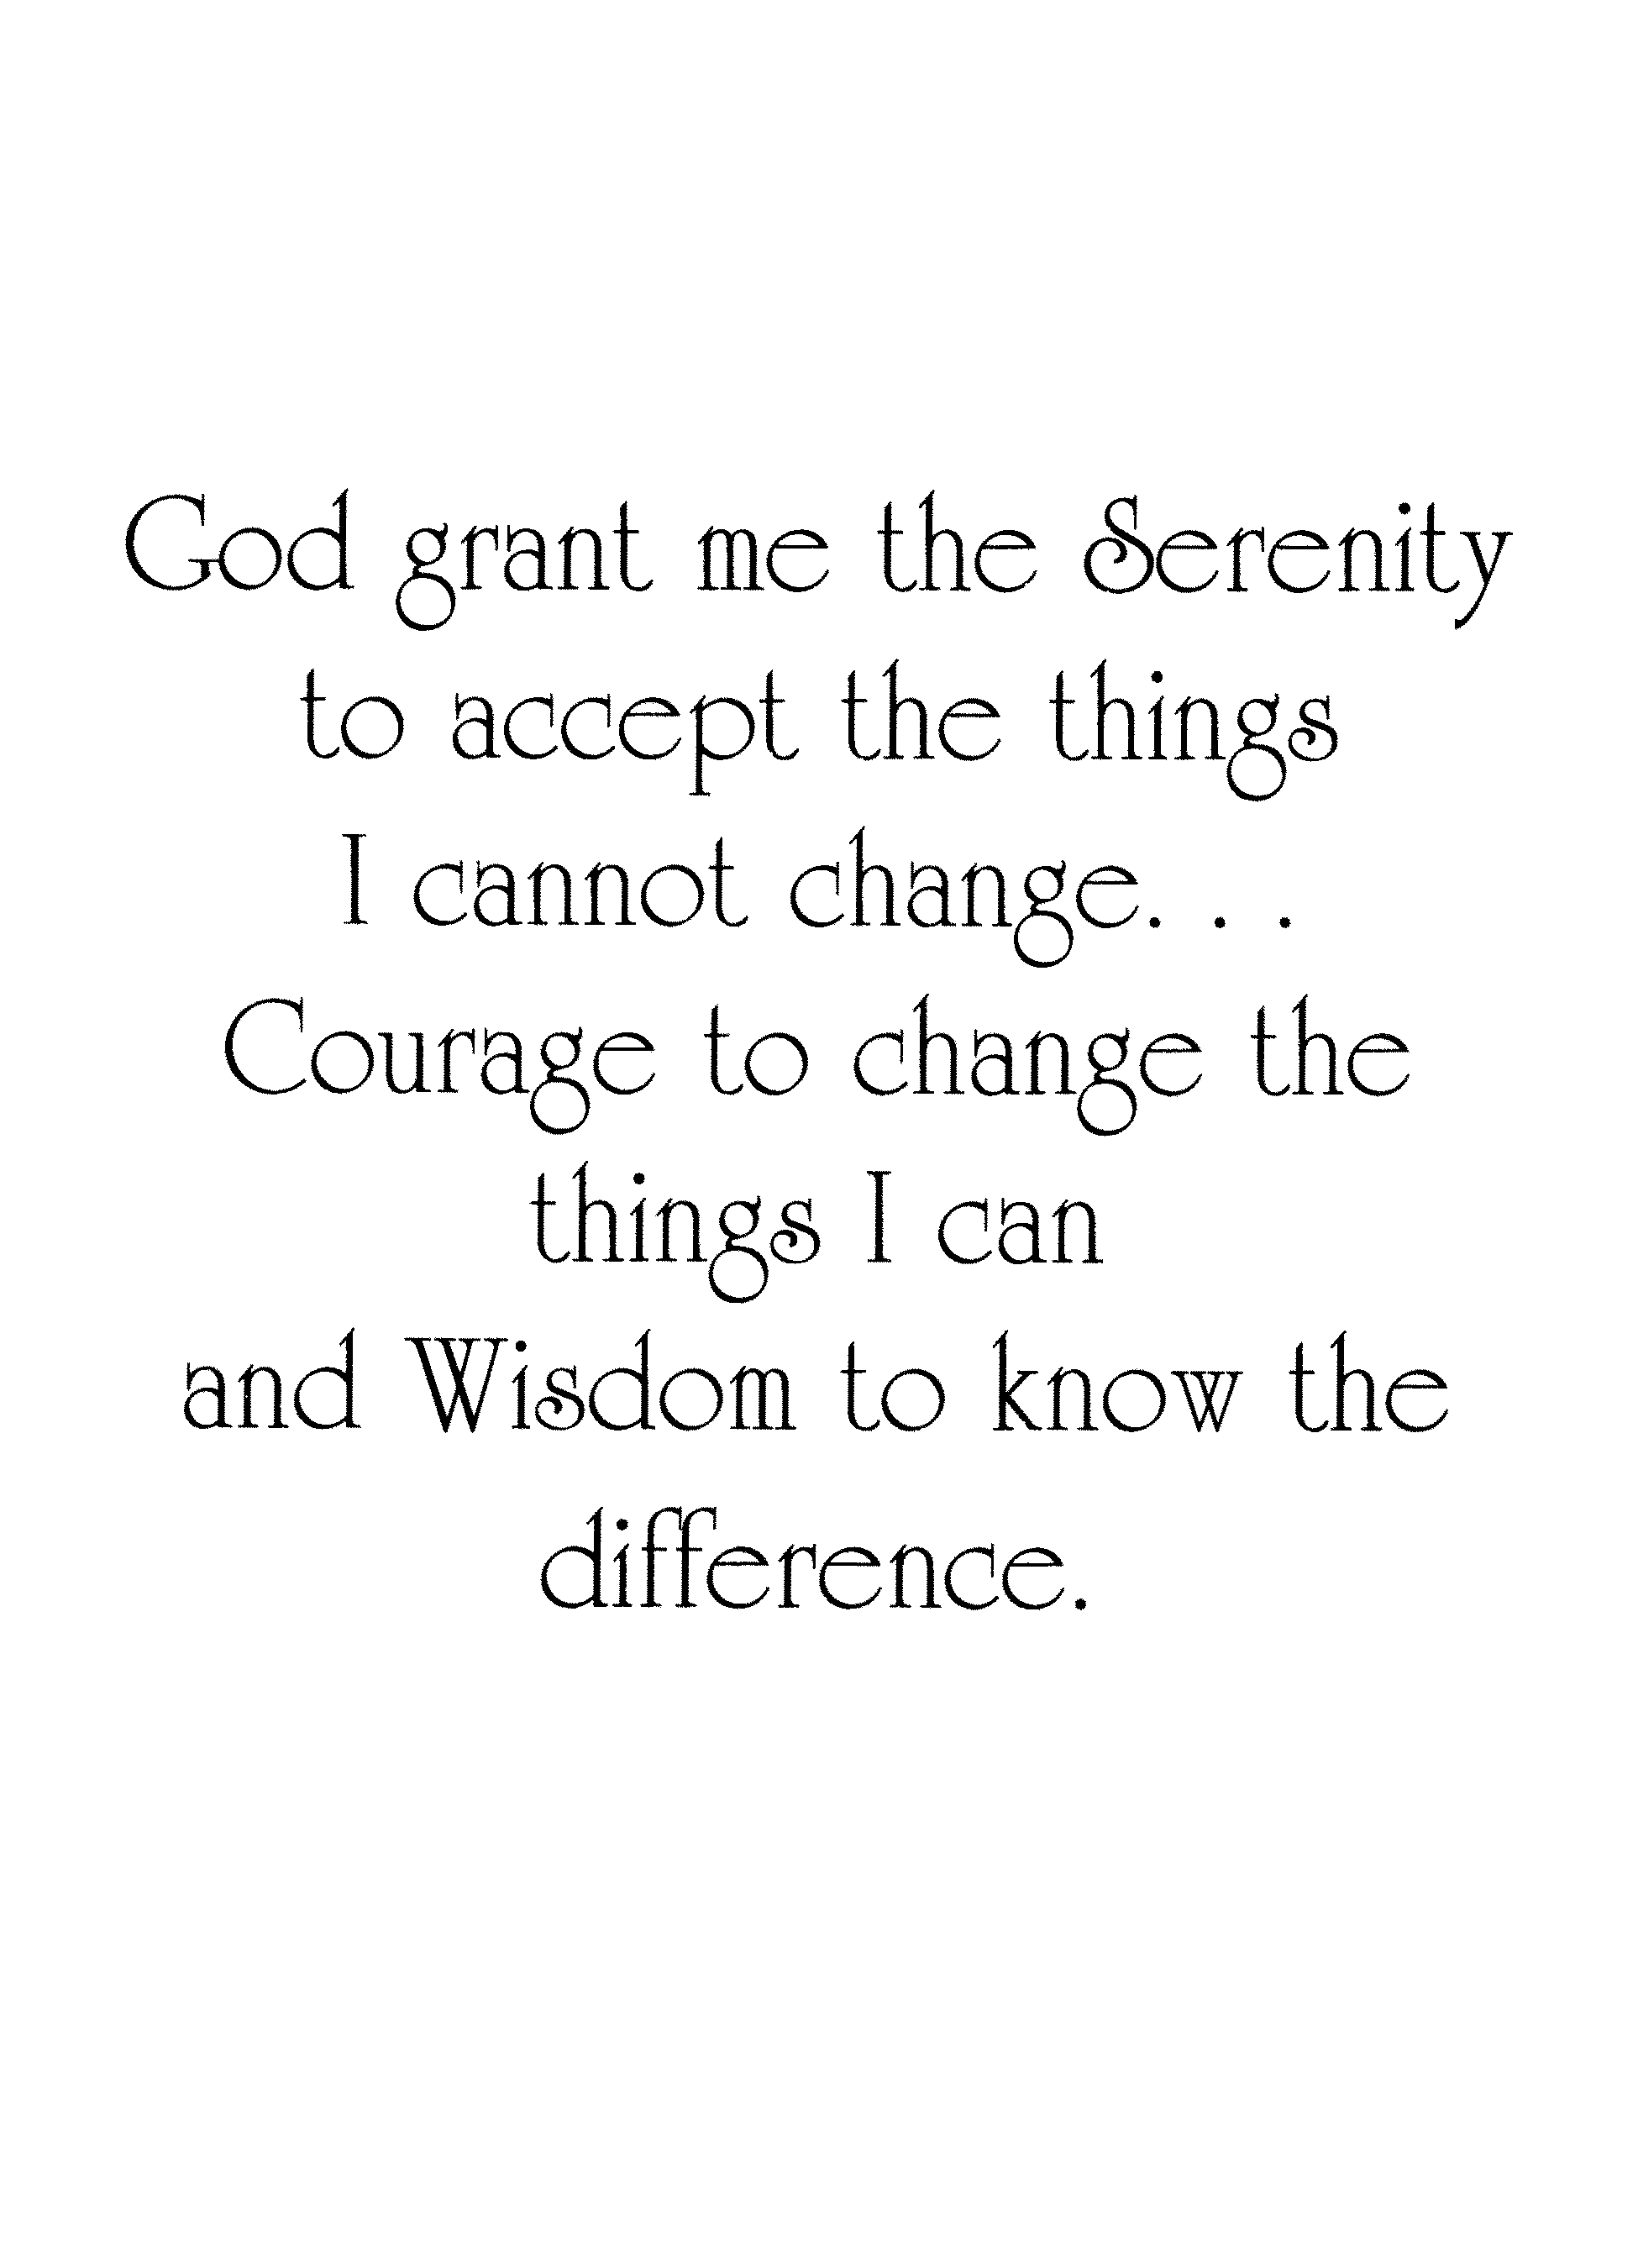 God grant me the Serenity
to accept the things
I cannot change. . .
Courage to change the
things I can
and Wisdom to know the
difference.